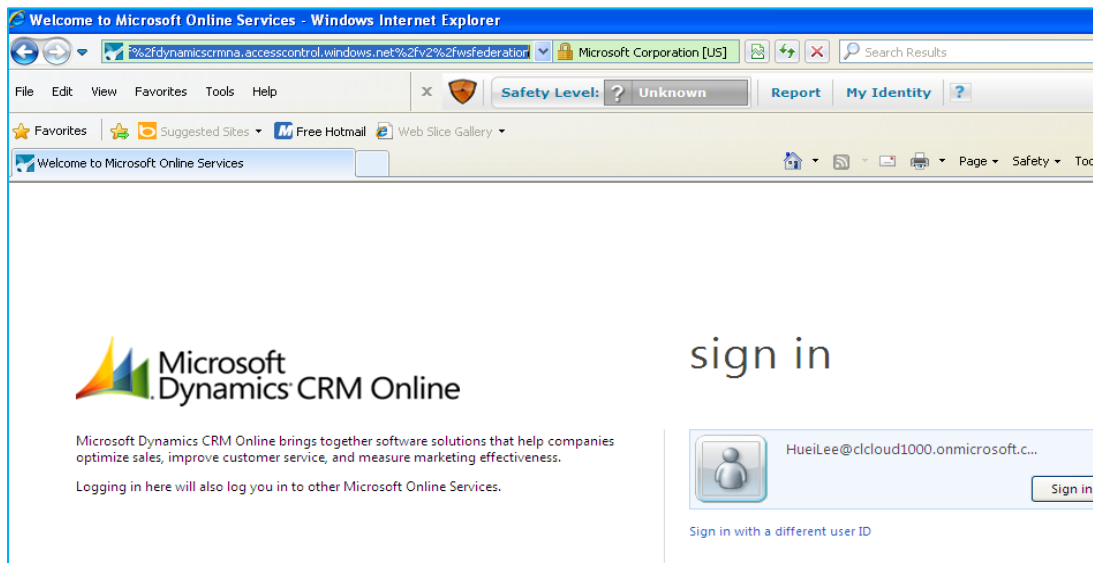 Welcome to Microsoft Online Services - Windows Internet Explorer
%2fdynamicscrmna.accesscontrol.windows.net%2fv2%2fwsfederation Microsoft Corporation [US] Search Results
File Edit View Favorites Tools Help x Safety Level: ? Unknown Report My Identity ?
Favorites Suggested Sites Free Hotmail Web Slice Gallery
Welcome to Microsoft Online Services Page Safety Too
sign in
Microsoft
Dynamics CRM Online
Microsoft Dynamics CRM Online brings together software solutions that help companies
optimize sales, improve customer service, and measure marketing effectiveness.
Logging in here will also log you in to other Microsoft Online Services.
HueiLee@clcloud1000.onmicrosoft.c...
Sign in
Sign in with a different user ID